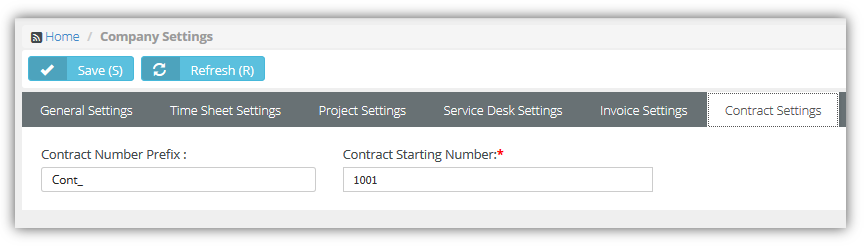 Home / Company Settings
Save (S) Refresh (R)
General Settings Time Sheet Settings Project Settings Service Desk Settings Invoice Settings Contract Settings
Contract Number Prefix : Contract Starting Number:*
Cont_ 1001